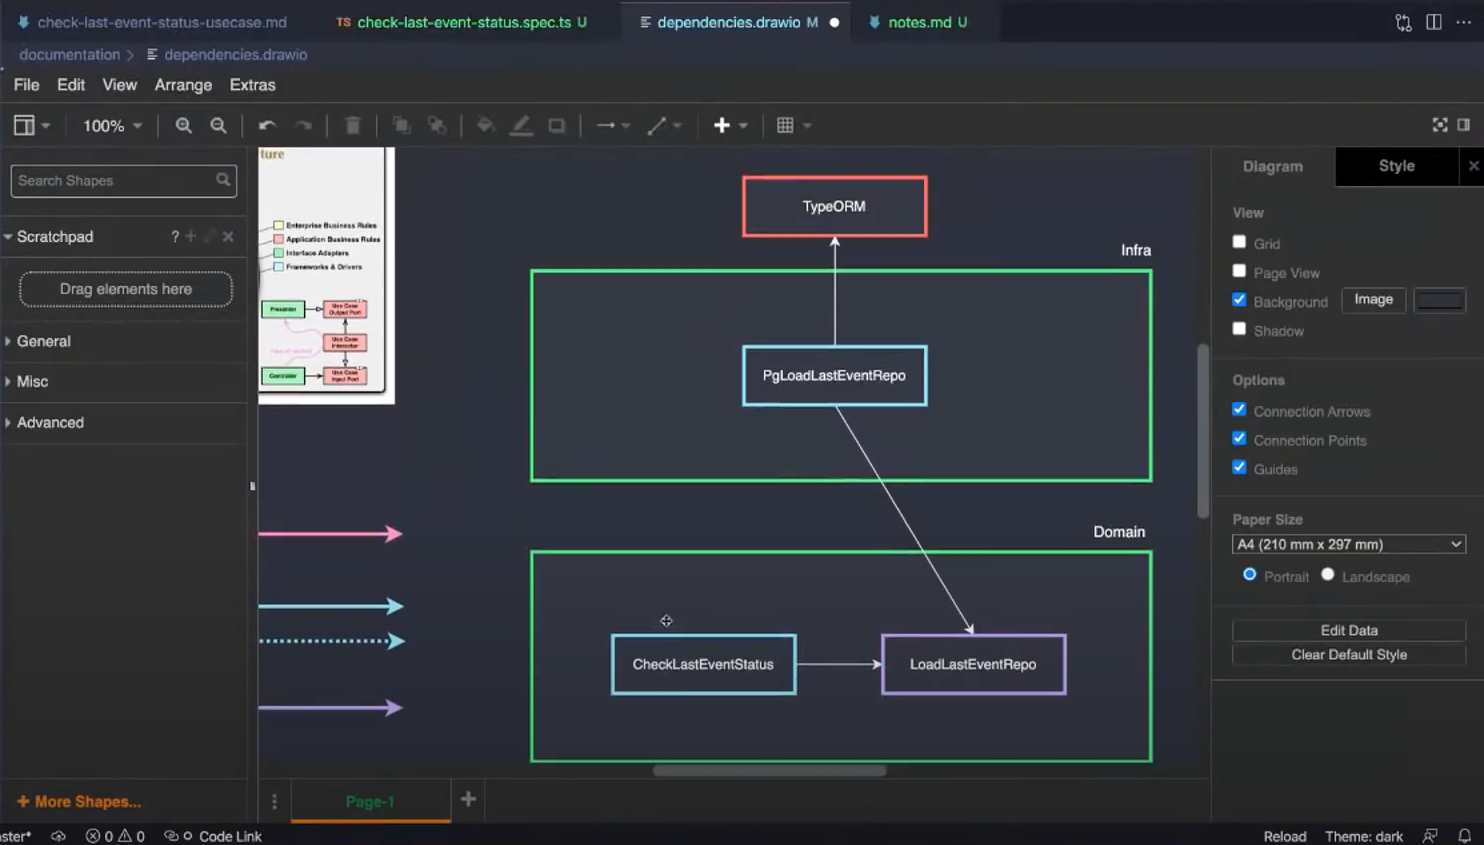 check-last-event-status-usecase.md
TS check-last-event-status.spec.ts U
dependencies.drawio M
notes.md U
documentation > dependencies.drawio
File Edit View Arrange Extras
100%
Search Shapes
Scratchpad ?
Drag elements here
General
Misc
Advanced
+ More Shapes...
ture
Enterprise Business Rules
Application Business Rules
Interface Adapters
Frameworks & Drivers
Presenter
Use Case
Output Port
Use Case
Interactor
Controller
Use Case
Input Port
TypeORM
Infra
PgLoadLastEventRepo
Domain
CheckLastEventStatus
LoadLastEventRepo
Page-1
Diagram
Style
View
Grid
Page View
Background
Image
Shadow
Options
Connection Arrows
Connection Points
Guides
Paper Size
A4 (210 mm x 297 mm)
Portrait Landscape
Edit Data
Clear Default Style
ster* 0 0 Code Link
Reload Theme: dark